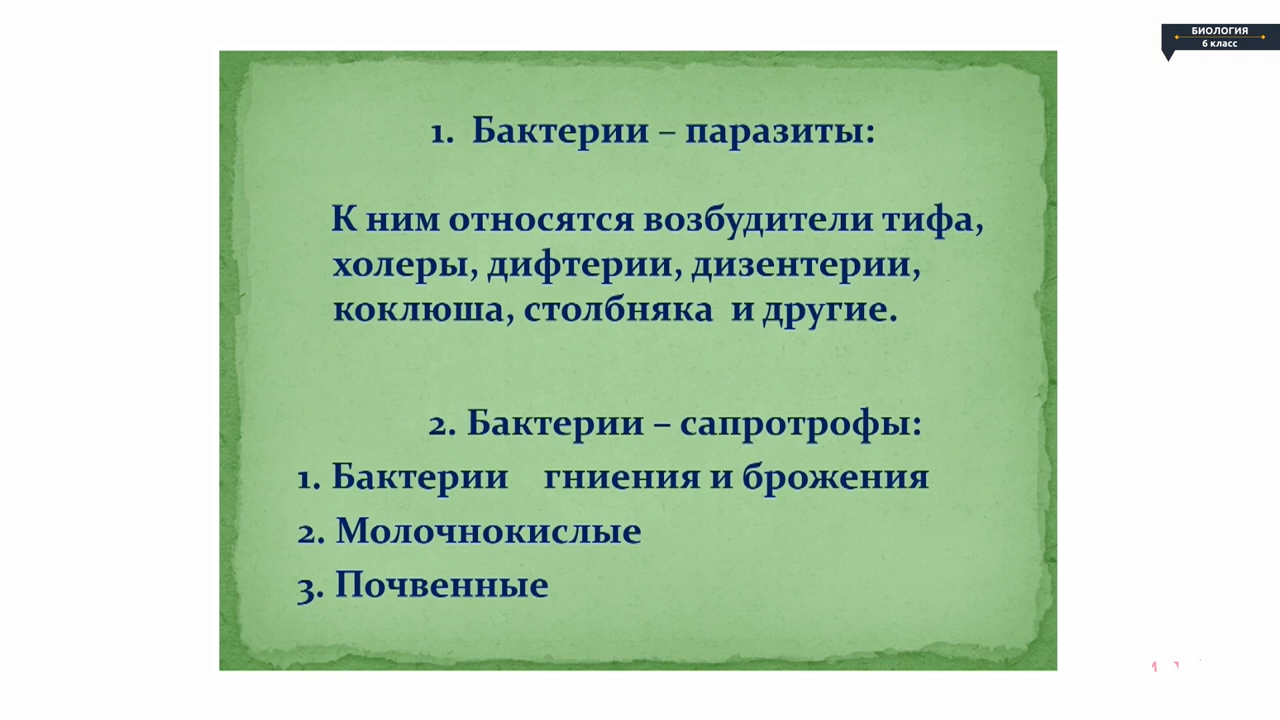 БИОЛОГИЯ
6 класс
1. Бактерии – паразиты:
К ним относятся возбудители тифа,
холеры, дифтерии, дизентерии,
коклюша, столбняка и другие.
2. Бактерии – сапротрофы:
1. Бактерии гниения и брожения
2. Молочнокислые
3. Почвенные